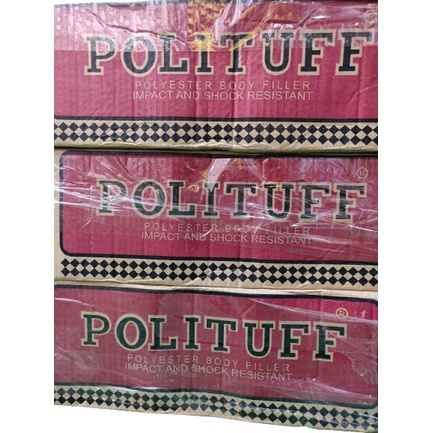 POLITUFF ®
POLYESTER BODY FILLER
IMPACT AND SHOCK RESISTANT
POLITUFF ®
POLYESTER BODY FILLER
IMPACT AND SHOCK RESISTANT
POLITUFF ®
POLYESTER BODY FILLER
IMPACT AND SHOCK RESISTANT